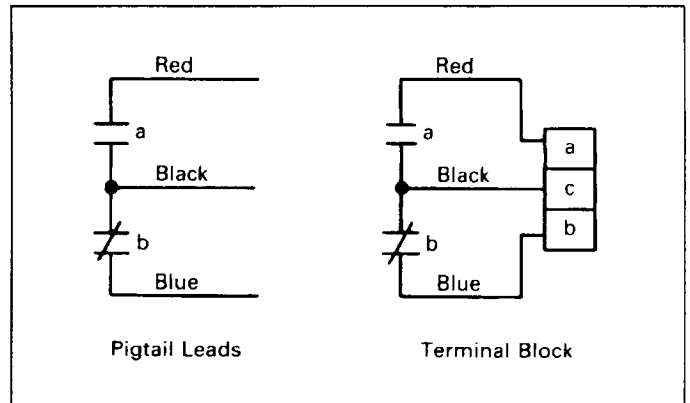 Red
a
Black
b
Blue
Pigtail Leads
Red
a
Black
b
Blue
a
c
b
Terminal Block